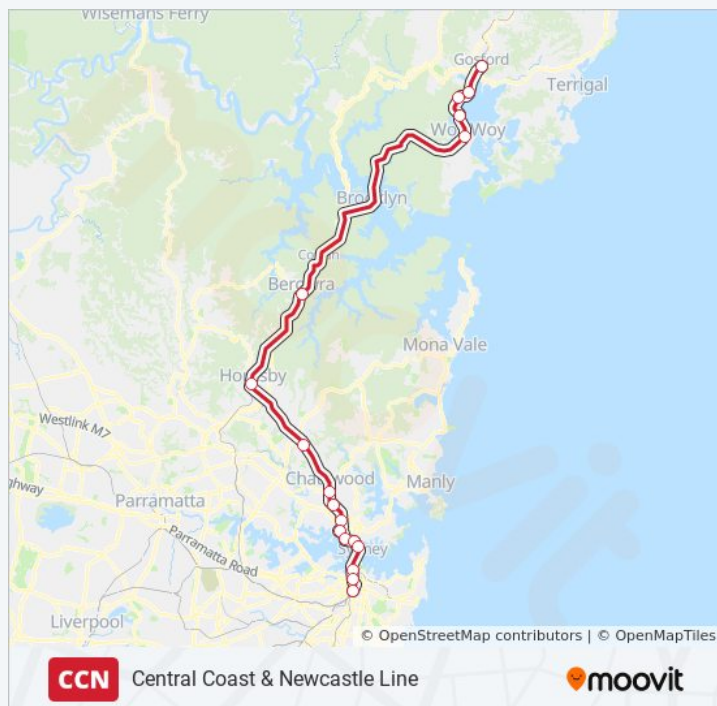 Wisemans Ferry
Gosford
Terrigal
Woy Woy
Brooklyn
Cowan
Berowra
Mona Vale
Hornsby
Westlink M7
Chatswood
Manly
Parramatta
Parramatta Road
Sydney
Liverpool
© OpenStreetMap contributors | © OpenMapTiles
CCN Central Coast & Newcastle Line
moovit